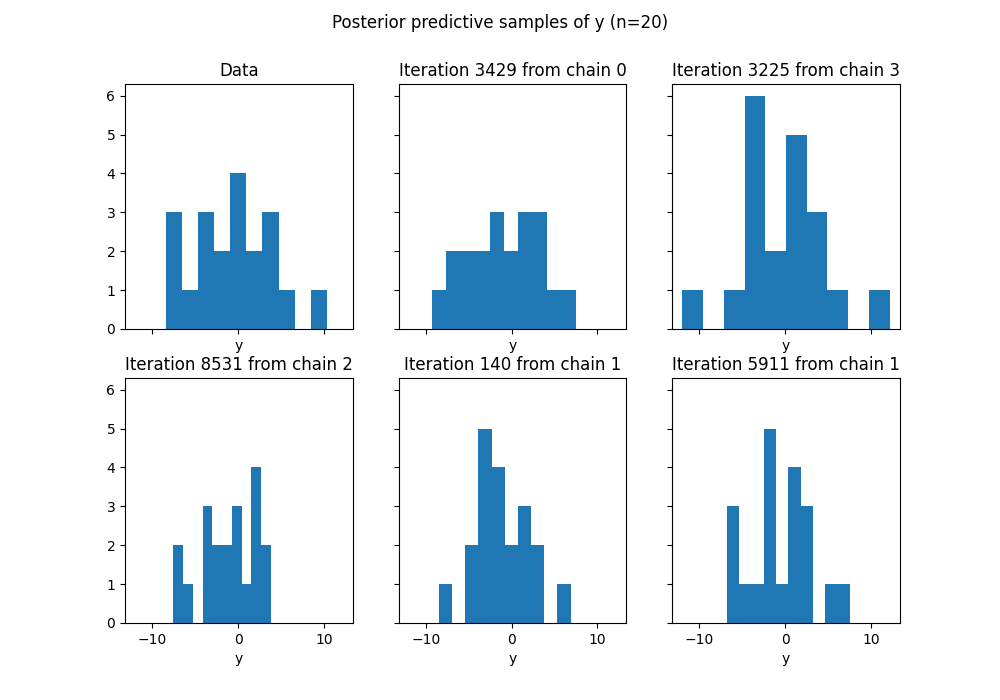 Posterior predictive samples of y (n=20)
Data
Iteration 3429 from chain 0
Iteration 3225 from chain 3
6
5
4
3
2
1
0
y
y
y
Iteration 8531 from chain 2
Iteration 140 from chain 1
Iteration 5911 from chain 1
6
5
4
3
2
1
0
−10 0 10
−10 0 10
−10 0 10
y
y
y